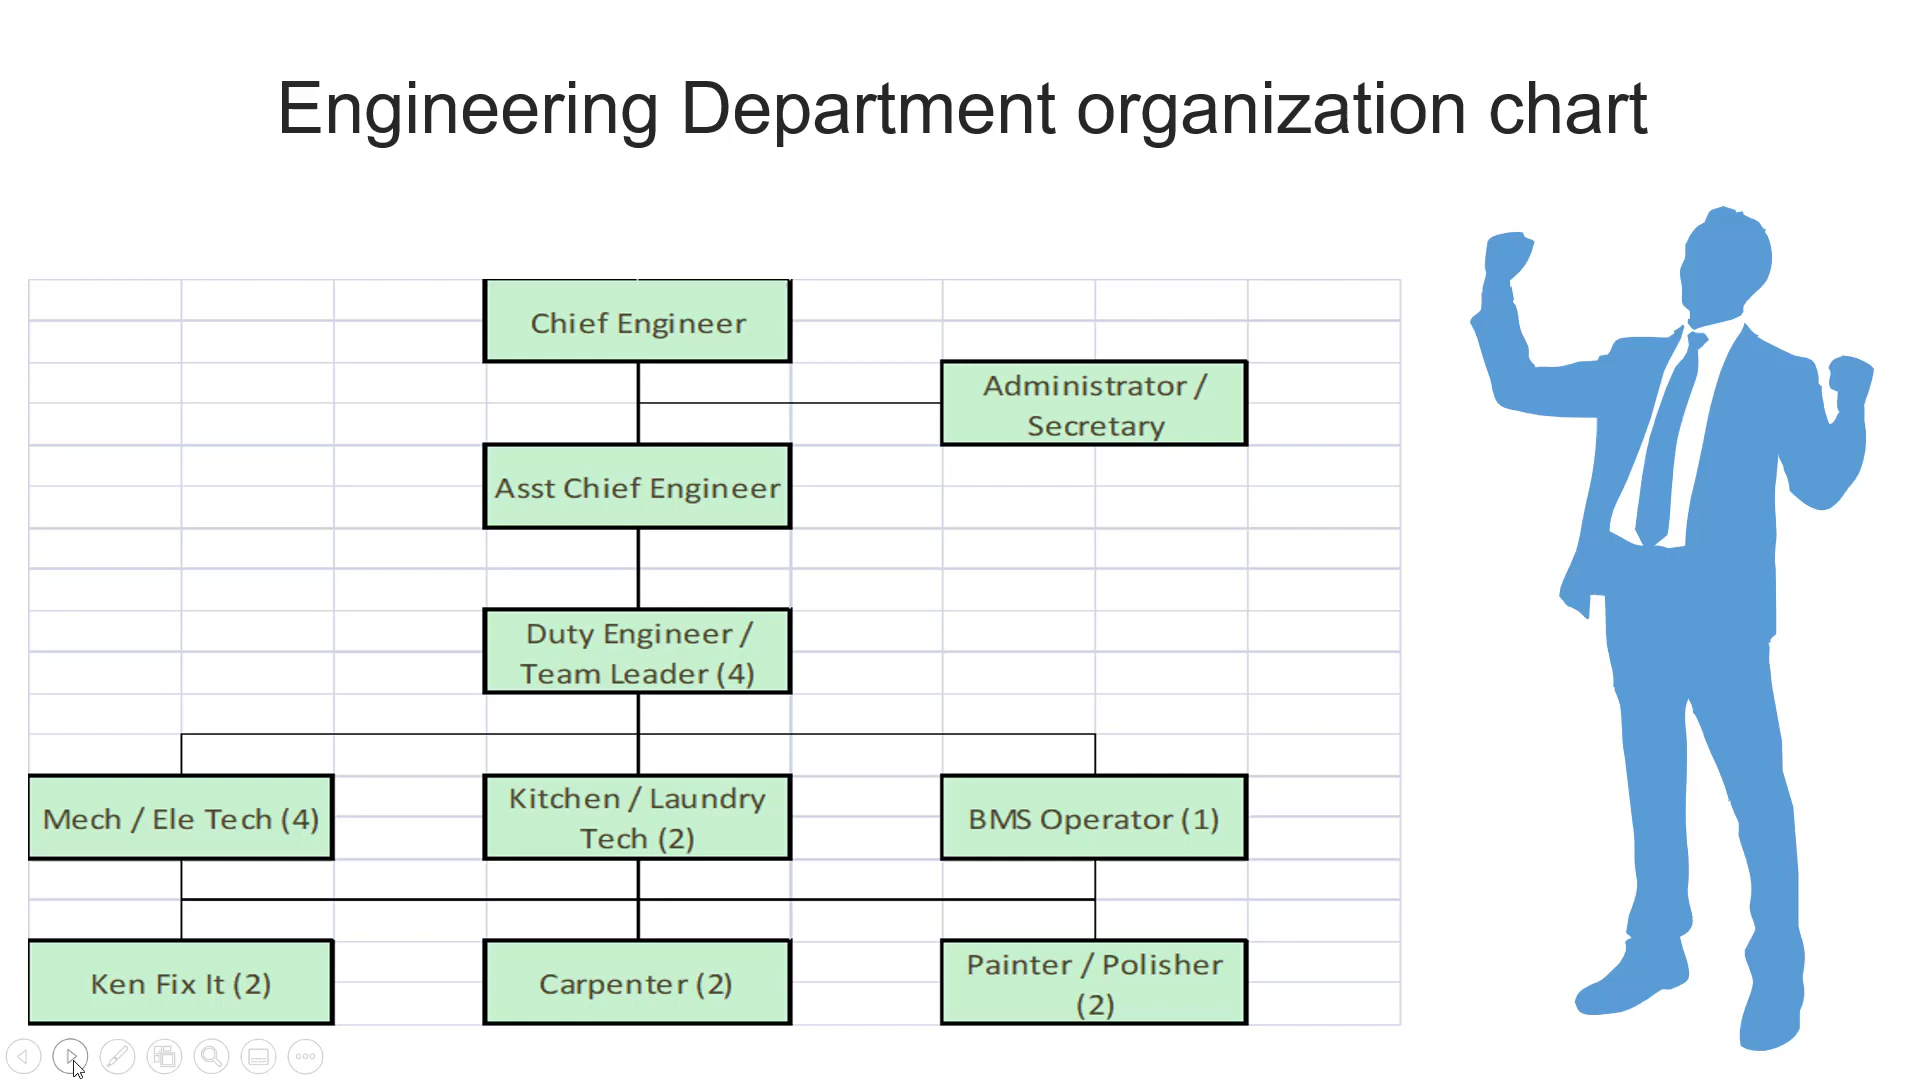 Engineering Department organization chart
Chief Engineer
Administrator /
Secretary
Asst Chief Engineer
Duty Engineer /
Team Leader (4)
Mech / Ele Tech (4)
Kitchen / Laundry
Tech (2)
BMS Operator (1)
Ken Fix It (2)
Carpenter (2)
Painter / Polisher
(2)